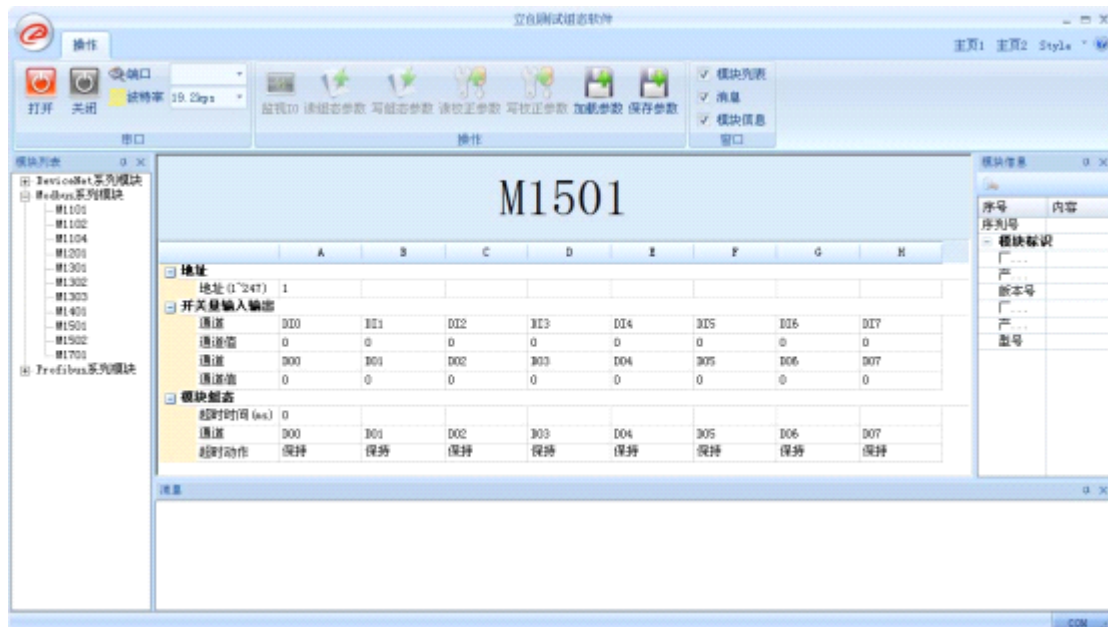 测试组态软件
操作
主页1 主页2 Style
打开
关闭
端口
波特率 19.2kps
串口
监视IO 读组态参数 写组态参数 读校正参数 写校正参数 加载参数 保存参数
操作
模块列表
消息
模块信息
窗口
模块列表
DeviceNet系列模块
Modbus系列模块
M1101
M1102
M1104
M1201
M1301
M1302
M1303
M1401
M1501
M1502
M1701
Profibus系列模块
M1501
A B C D E F G H
地址
地址(1~247) 1
开关量输入输出
通道 DI0 DI1 DI2 DI3 DI4 DI5 DI6 DI7
通道值 0 0 0 0 0 0 0 0
通道 DO0 DO1 DO2 DO3 DO4 DO5 DO6 DO7
通道值 0 0 0 0 0 0 0 0
模块组态
超时时间(ms) 0
通道 DO0 DO1 DO2 DO3 DO4 DO5 DO6 DO7
超时动作 保持 保持 保持 保持 保持 保持 保持 保持
模块信息
序号 内容
序列号
模块标识
厂...
产...
版本号
厂...
产...
型号
消息
COM